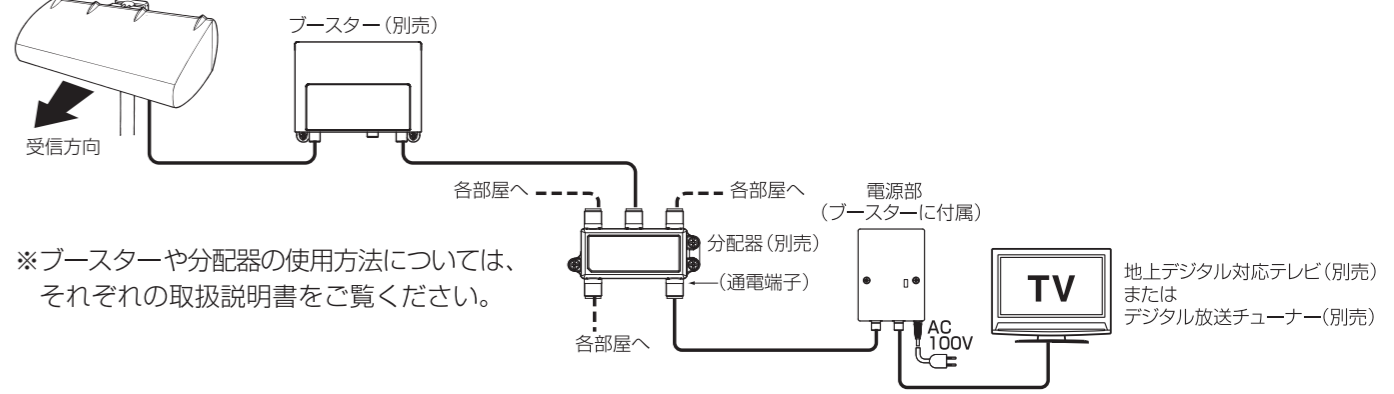 ブースター（別売）
受信方向
各部屋へ
各部屋へ
電源部
（ブースターに付属）
分配器（別売）
（通電端子）
各部屋へ
AC
100V
TV
地上デジタル対応テレビ（別売）
または
デジタル放送チューナー（別売）
※ブースターや分配器の使用方法については、
それぞれの取扱説明書をご覧ください。